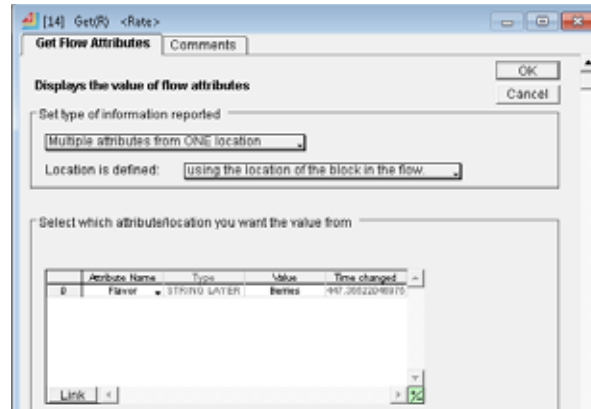 [14] Get(R) <Rate>
Get Flow Attributes
Comments
OK
Displays the value of flow attributes
Cancel
Set type of information reported
Multiple attributes from ONE location
Location is defined: using the location of the block in the flow.
Select which attribute/location you want the value from
Attribute Name Type Value Time changed
0 Flavor STRING LAYER Berries
Link